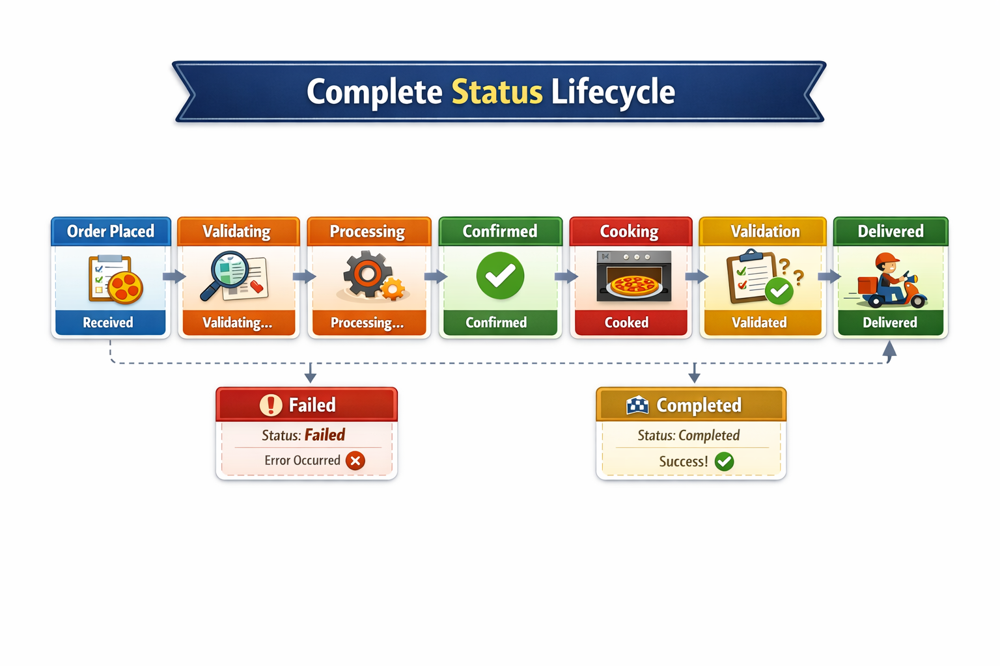 Complete Status Lifecycle
Order Placed
Received
Validating
Validating...
Processing
Processing...
Confirmed
Confirmed
Cooking
Cooked
Validation
? ?
Validated
Delivered
Delivered
! Failed
Status: Failed
Error Occurred
Completed
Status: Completed
Success!